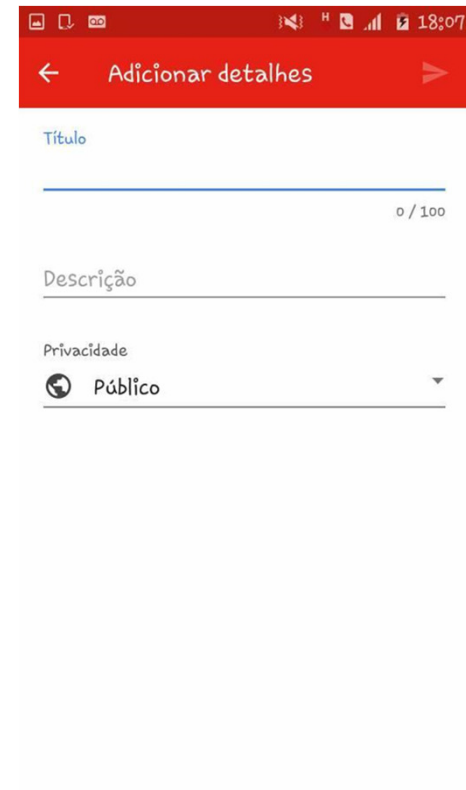 H 18:07
Adicionar detalhes
Título
0 / 100
Descrição
Privacidade
Público